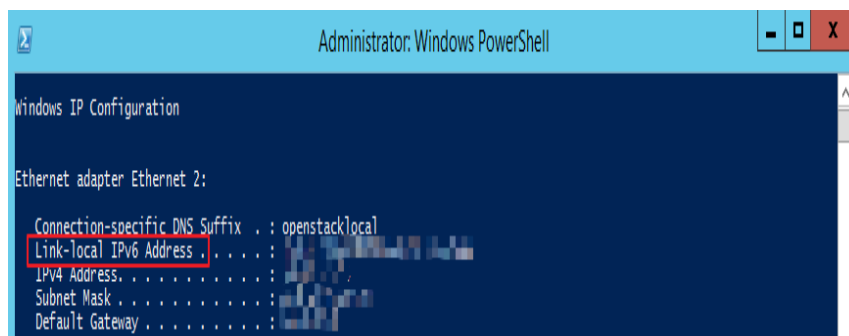 Administrator: Windows PowerShell
Windows IP Configuration
Ethernet adapter Ethernet 2:
Connection-specific DNS Suffix . : openstacklocal
Link-local IPv6 Address . . . . . :
IPv4 Address. . . . . . . . . . . :
Subnet Mask . . . . . . . . . . . :
Default Gateway . . . . . . . . . :